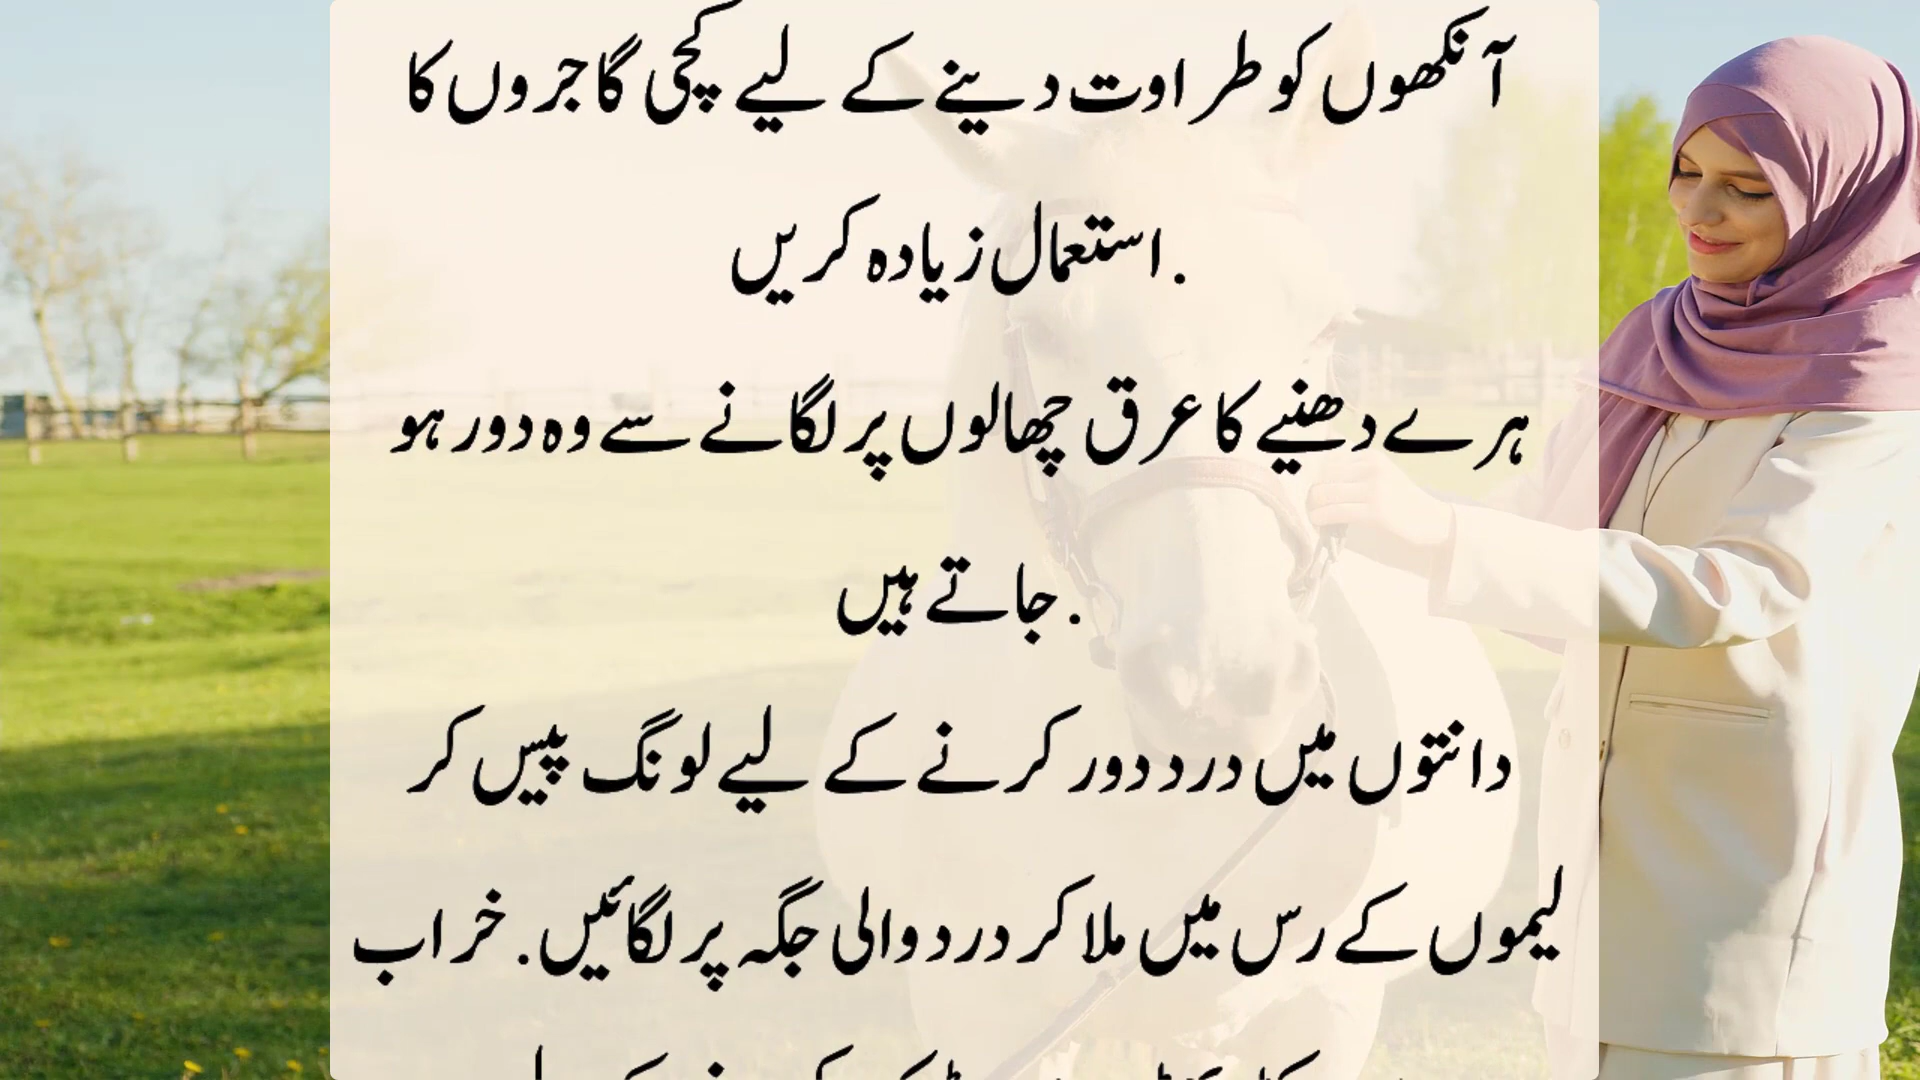 آنکھوں کو طراوت دینے کے لیے کچی گاجروں کا
استعمال زیادہ کریں.
ہرے دھنیے کا عرق چھالوں پر لگانے سے وہ دور ہو
جاتے ہیں.
دانتوں میں درد دور کرنے کے لیے لونگ پیس کر
لیموں کے رس میں ملا کر درد والی جگہ پر لگائیں. خراب